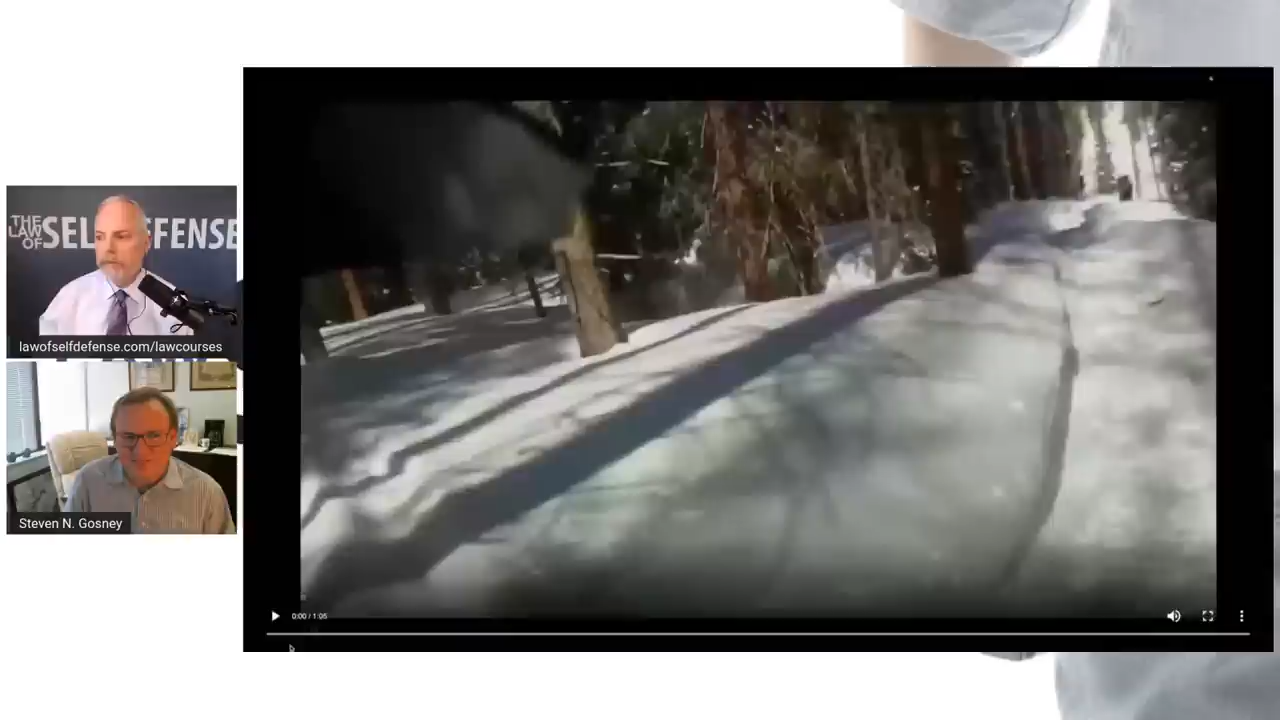 THE
LAW
OF
SELF DEFENSE
lawofselfdefense.com/lawcourses
Steven N. Gosney
0:00 / 1:05